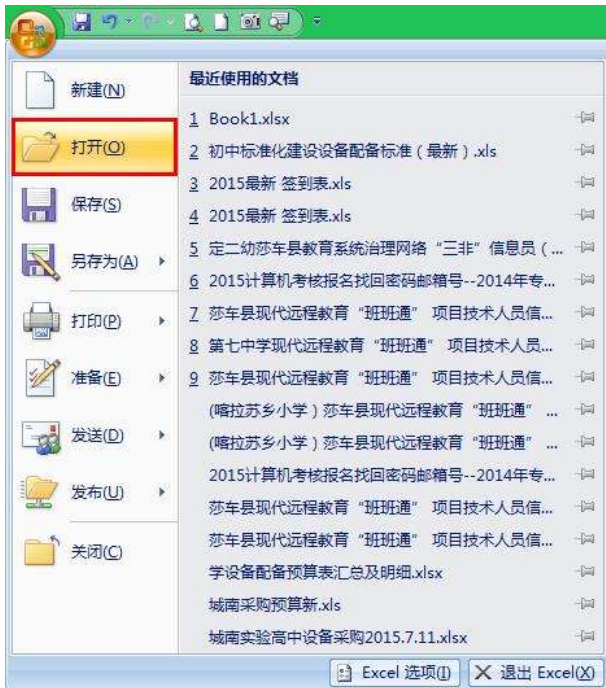 新建(N)
打开(O)
保存(S)
另存为(A)
打印(P)
准备(E)
发送(D)
发布(U)
关闭(C)
最近使用的文档
1 Book1.xlsx
2 初中标准化建设设备配备标准（最新）.xls
3 2015最新 签到表.xls
4 2015最新 签到表.xls
5 定二幼莎车县教育系统治理网络“三非”信息员（...
6 2015计算机考核报名找回密码邮箱号--2014年专...
7 莎车县现代远程教育“班班通” 项目技术人员信...
8 第七中学现代远程教育“班班通” 项目技术人员...
9 莎车县现代远程教育“班班通” 项目技术人员信...
(喀拉苏乡小学）莎车县现代远程教育“班班通” ...
(喀拉苏乡小学）莎车县现代远程教育“班班通” ...
2015计算机考核报名找回密码邮箱号--2014年专...
莎车县现代远程教育“班班通” 项目技术人员信...
莎车县现代远程教育“班班通” 项目技术人员信...
学设备配备预算表汇总及明细.xlsx
城南采购预算新.xls
城南实验高中设备采购2015.7.11.xlsx
Excel 选项(I)
退出 Excel(X)